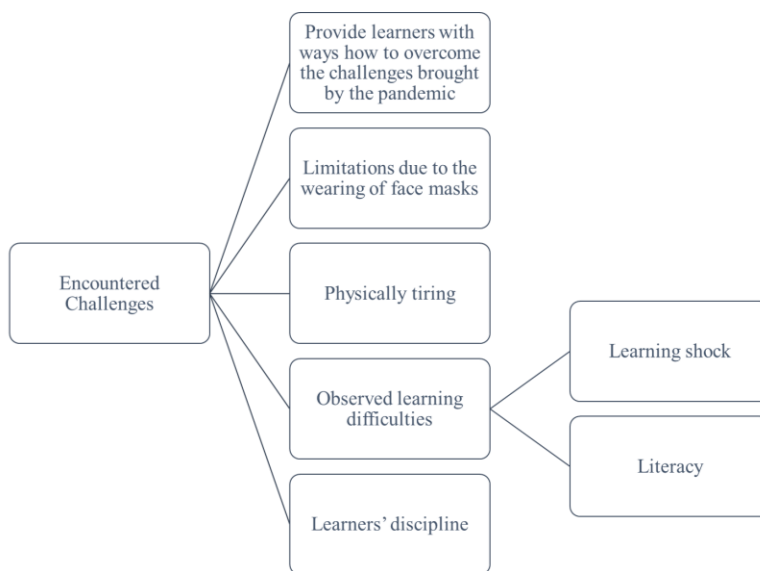 Provide learners with
ways how to overcome
the challenges brought
by the pandemic
Limitations due to the
wearing of face masks
Encountered
Challenges
Physically tiring
Observed learning
difficulties
Learning shock
Literacy
Learners’ discipline